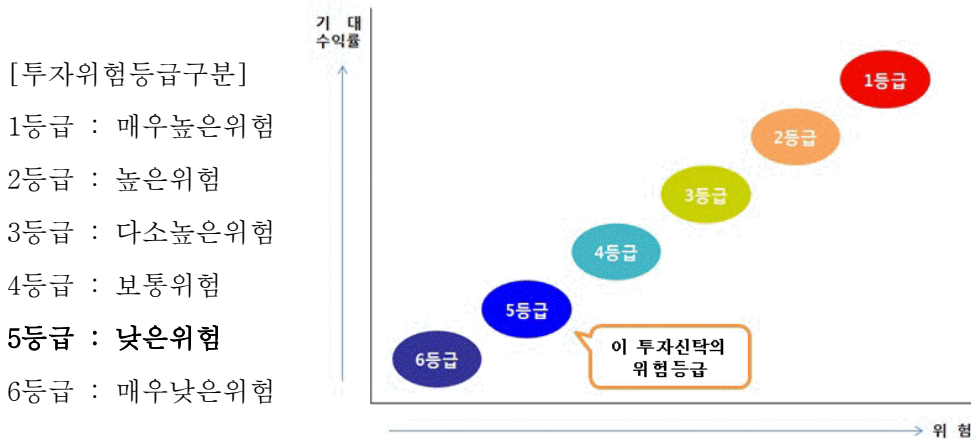 [투자위험등급구분]
1등급 : 매우높은위험
2등급 : 높은위험
3등급 : 다소높은위험
4등급 : 보통위험
5등급 : 낮은위험
6등급 : 매우낮은위험
기 대
수익률
1등급
2등급
3등급
4등급
5등급
6등급
이 투자신탁의
위험등급
위 험